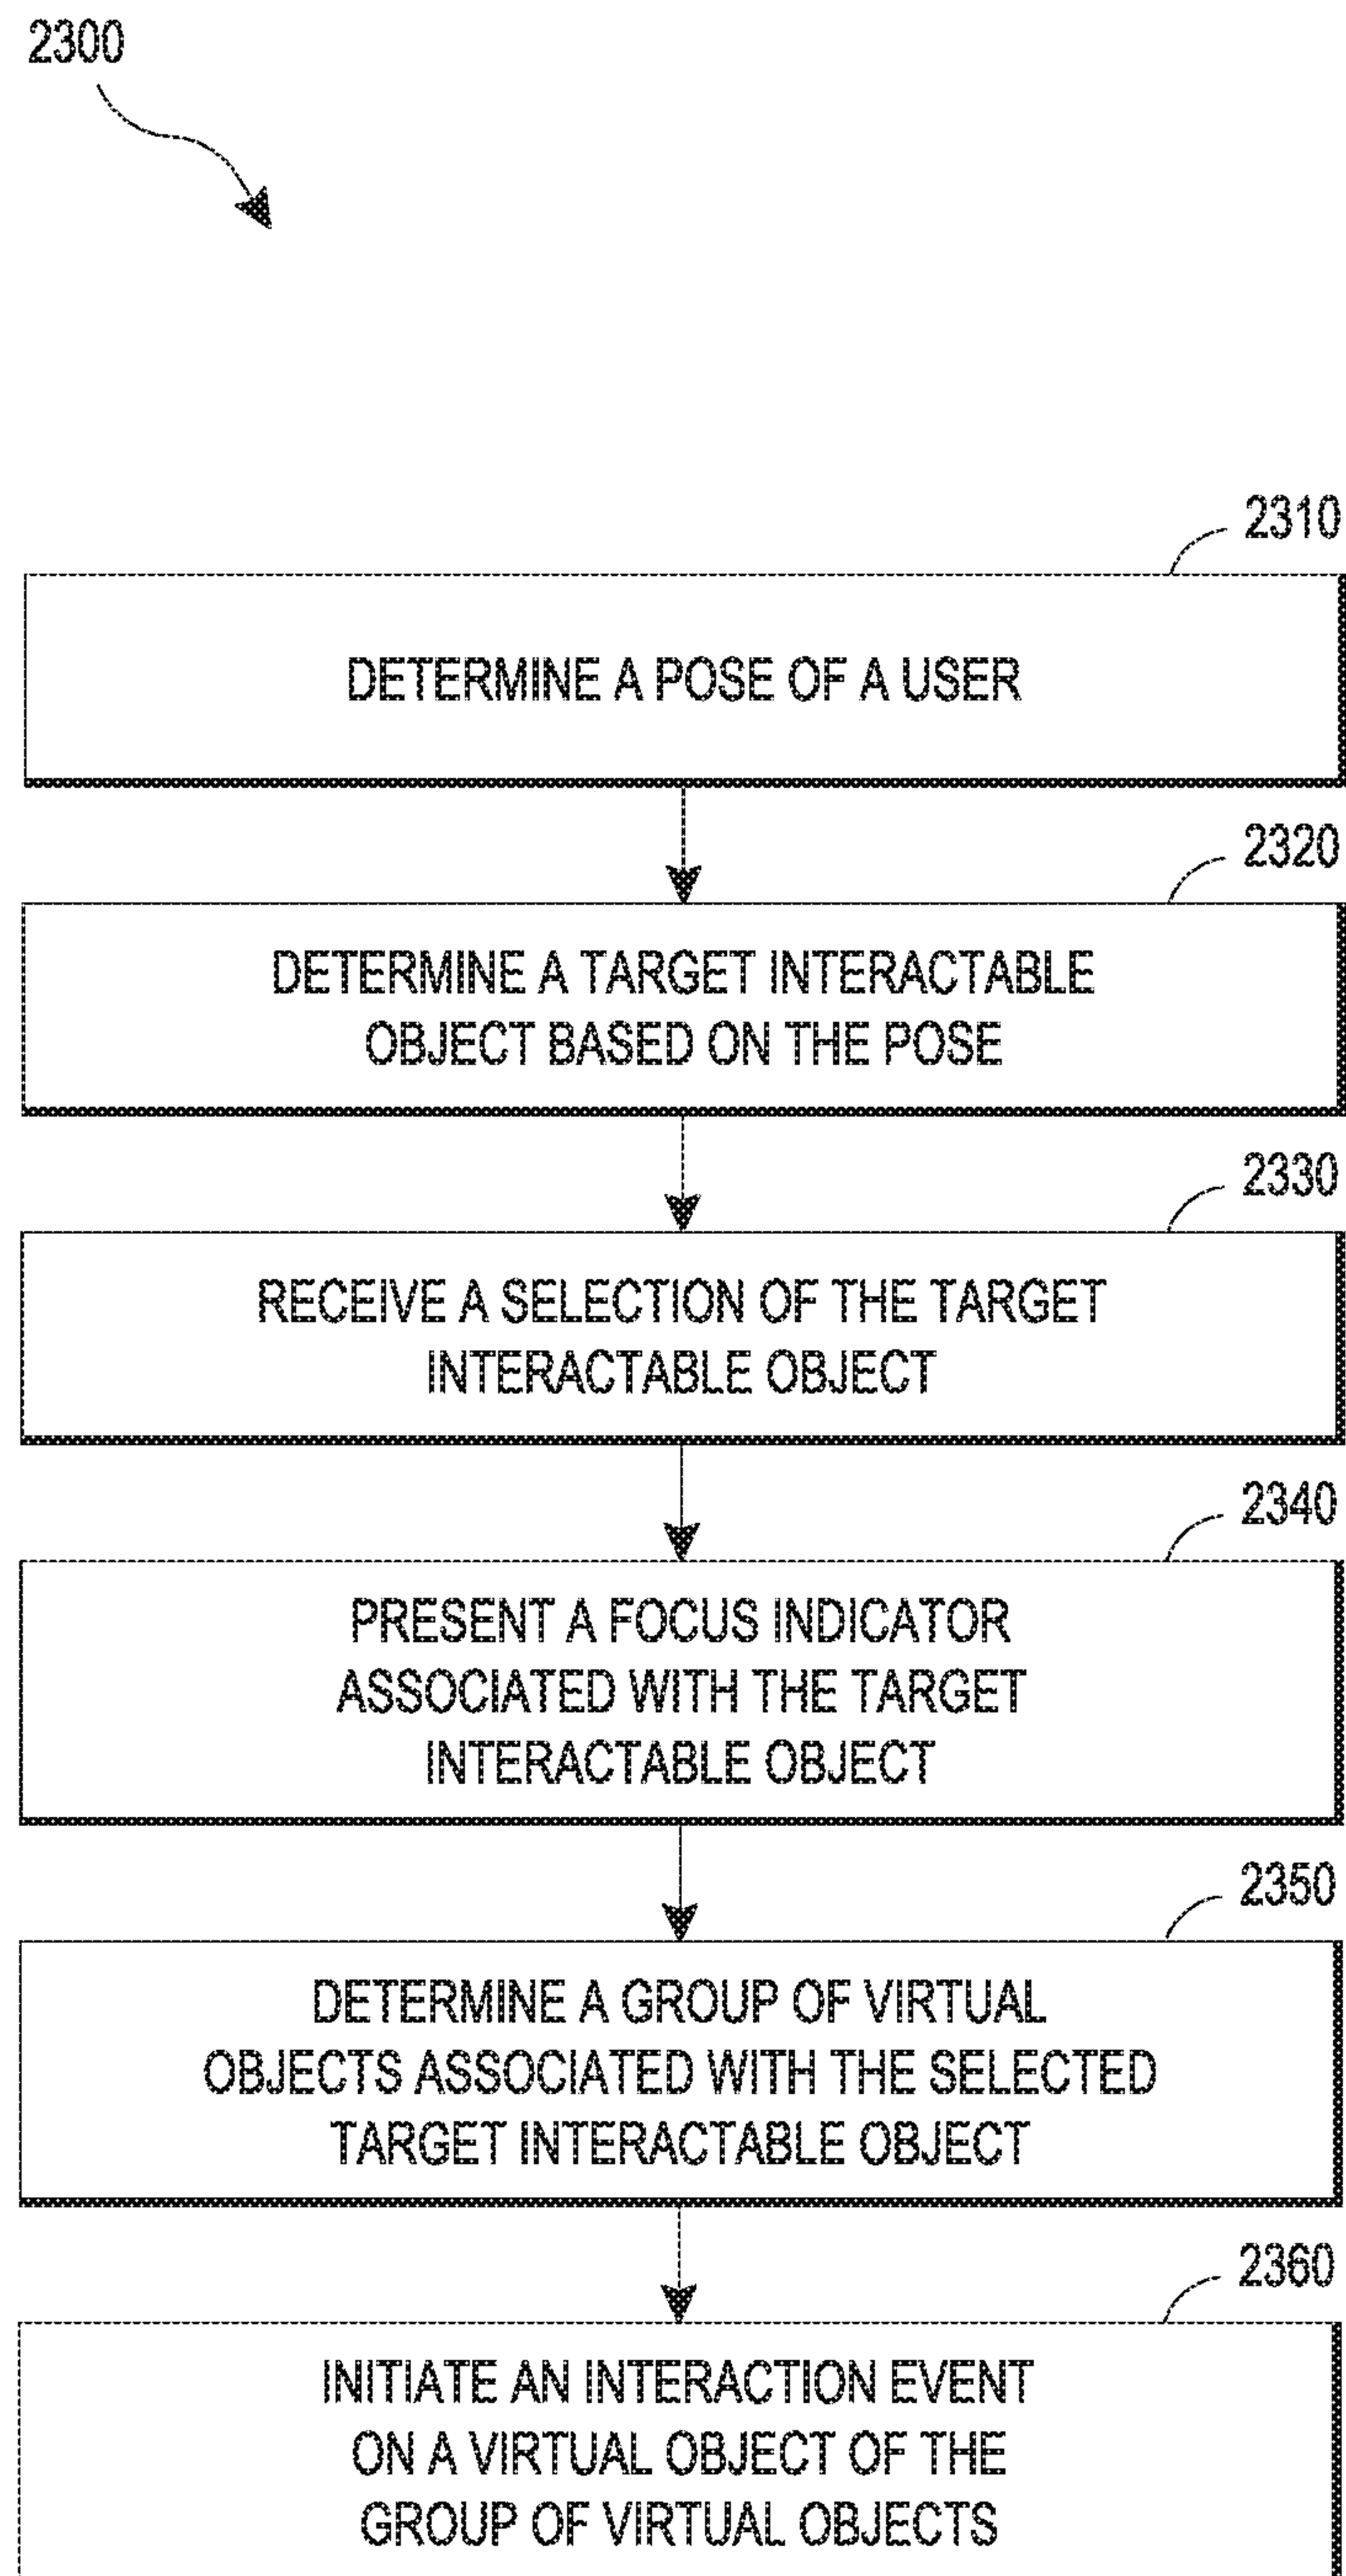 2300
2310
DETERMINE A POSE OF A USER
2320
DETERMINE A TARGET INTERACTABLE
OBJECT BASED ON THE POSE
2330
RECEIVE A SELECTION OF THE TARGET
INTERACTABLE OBJECT
2340
PRESENT A FOCUS INDICATOR
ASSOCIATED WITH THE TARGET
INTERACTABLE OBJECT
2350
DETERMINE A GROUP OF VIRTUAL
OBJECTS ASSOCIATED WITH THE SELECTED
TARGET INTERACTABLE OBJECT
2360
INITIATE AN INTERACTION EVENT
ON A VIRTUAL OBJECT OF THE
GROUP OF VIRTUAL OBJECTS